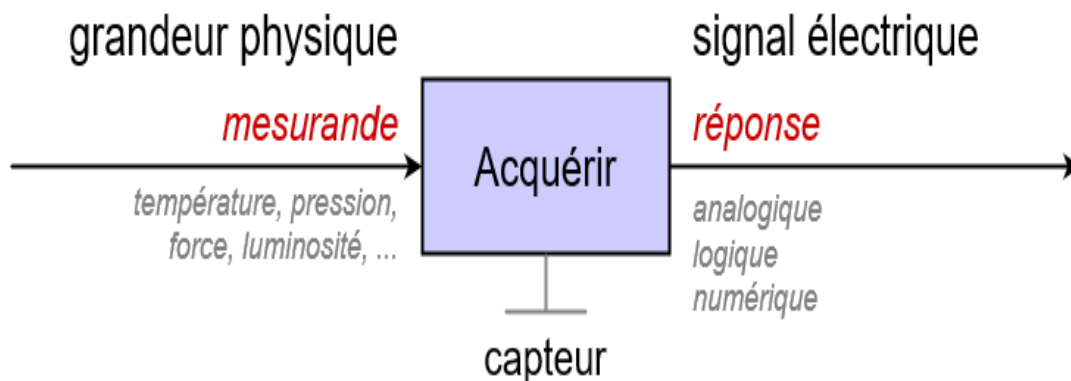 grandeur physique
signal électrique
mesurande
réponse
Acquérir
température, pression,
force, luminosité, ...
analogique
logique
numérique
capteur